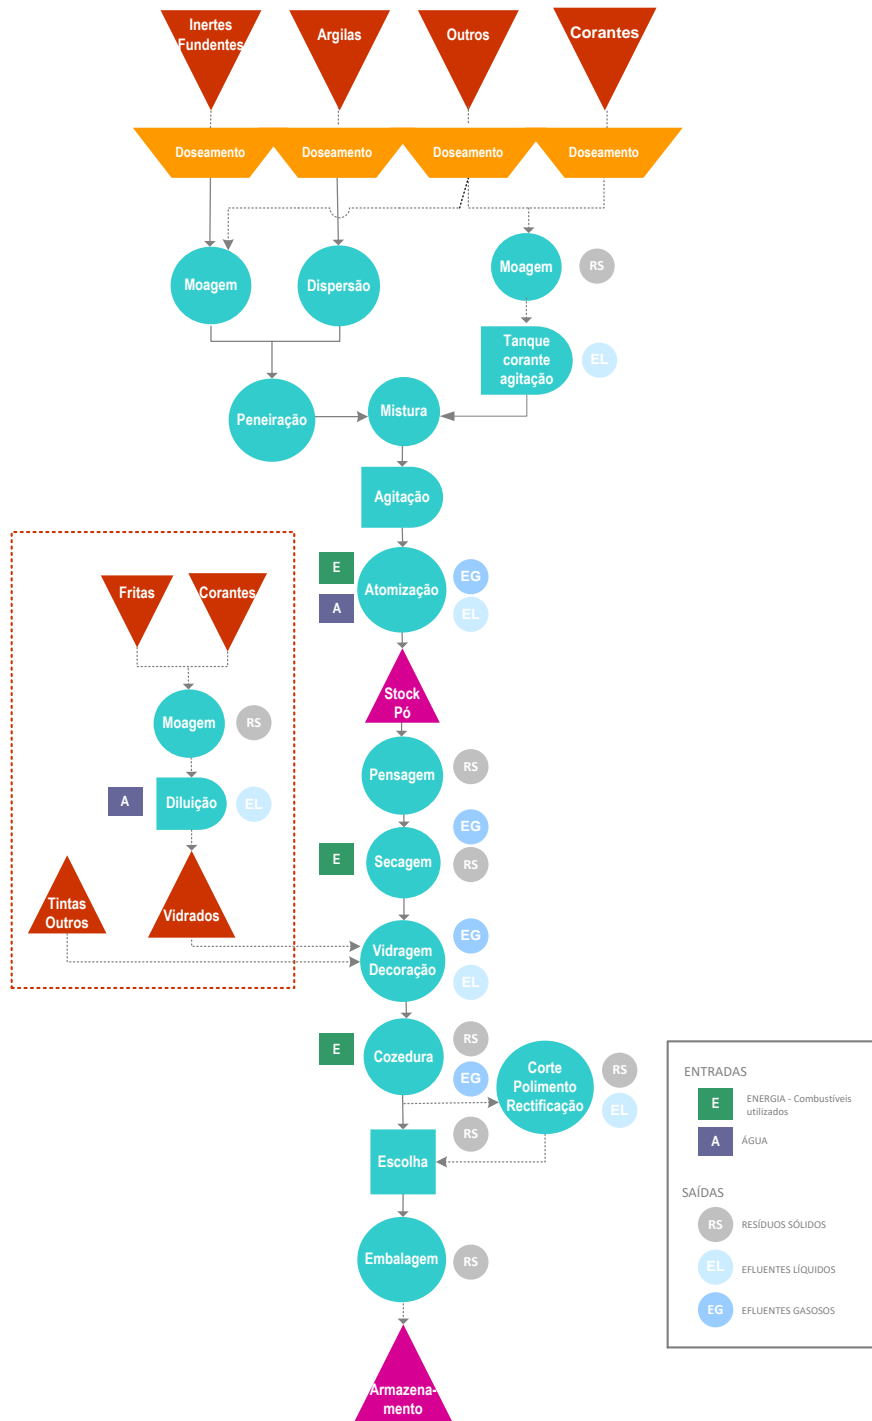 Inertes
Fundentes
Argilas
Outros
Corantes
Doseamento
Doseamento
Doseamento
Doseamento
Moagem
Dispersão
Moagem
RS
Tanque
corante
agitação
EL
Peneiração
Mistura
Agitação
E
A
Atomização
EG
EL
Fritas
Corantes
Stock
Pó
Moagem
RS
Pensagem
RS
A
Diluição
EL
E
Secagem
EG
RS
Tintas
Outros
Vidrados
Vidragem
Decoração
EG
EL
E
Cozedura
RS
EG
Corte
Polimento
Rectificação
RS
EL
Escolha
RS
Embalagem
RS
Armazena-
mento
ENTRADAS
E
ENERGIA - Combustíveis
utilizados
A
ÁGUA
SAÍDAS
RS
RESÍDUOS SÓLIDOS
EL
EFLUENTES LÍQUIDOS
EG
EFLUENTES GASOSOS